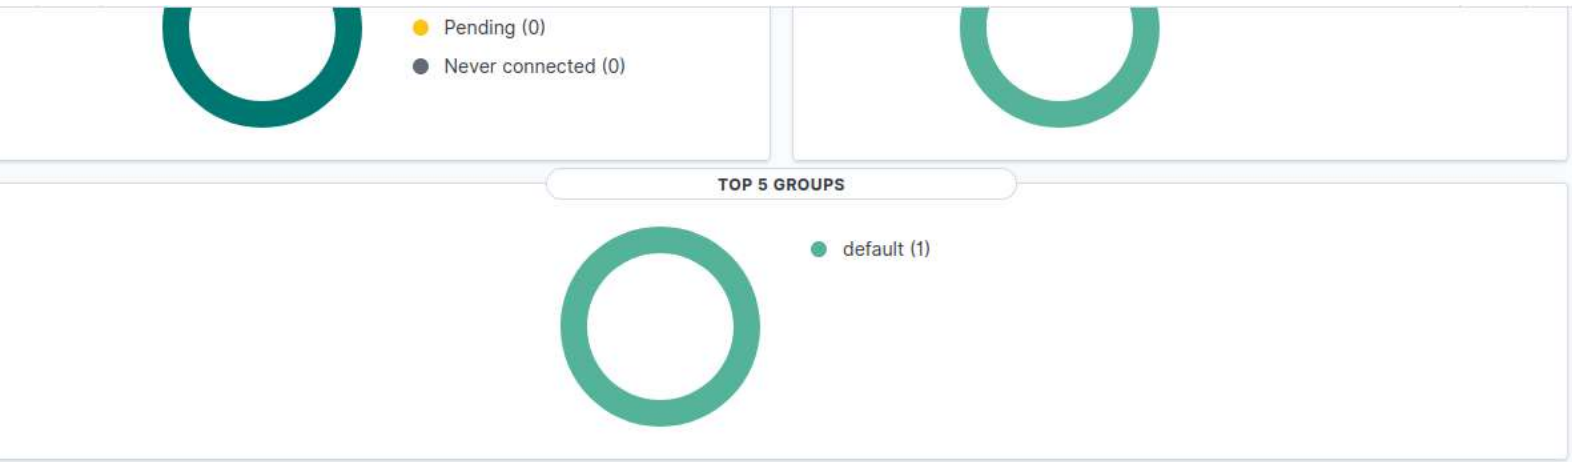 Pending (0)
Never connected (0)
TOP 5 GROUPS
default (1)